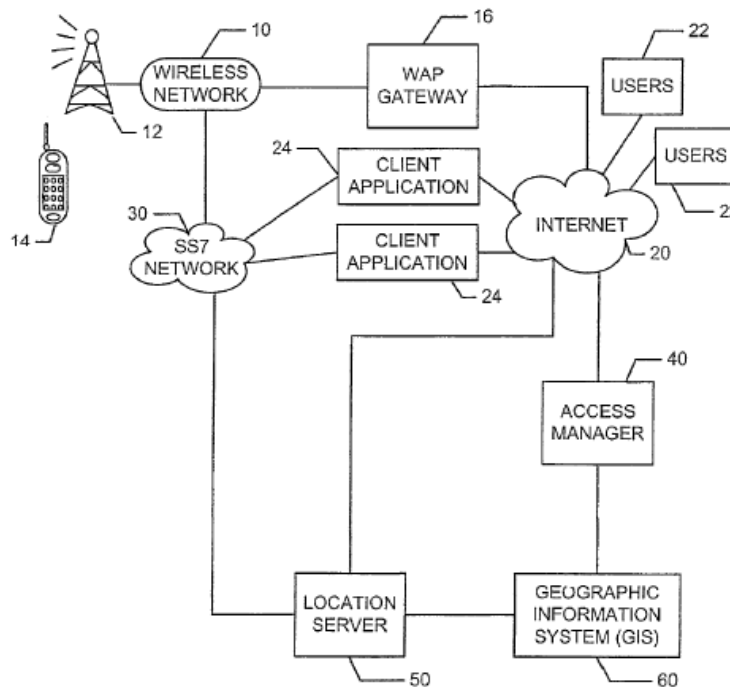 10
16
22
WIRELESS
NETWORK
WAP
GATEWAY
USERS
12
24
CLIENT
APPLICATION
USERS
14
30
SS7
NETWORK
CLIENT
APPLICATION
24
INTERNET
20
40
ACCESS
MANAGER
LOCATION
SERVER
GEOGRAPHIC
INFORMATION
SYSTEM (GIS)
50
60